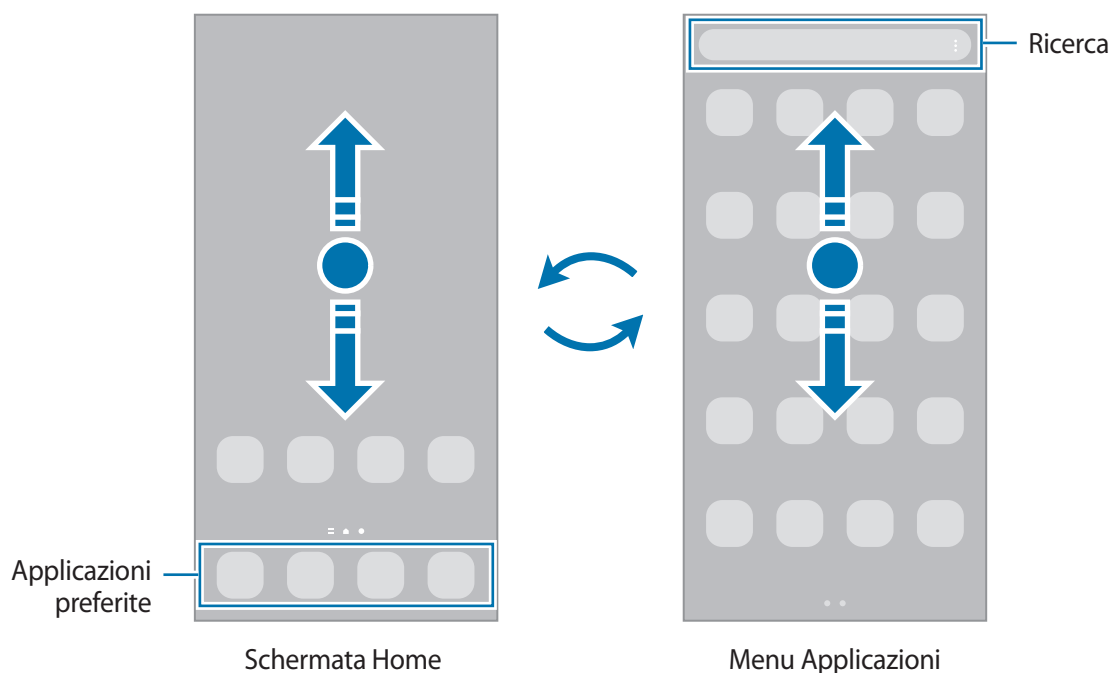 Ricerca
Applicazioni
preferite
Schermata Home
Menu Applicazioni